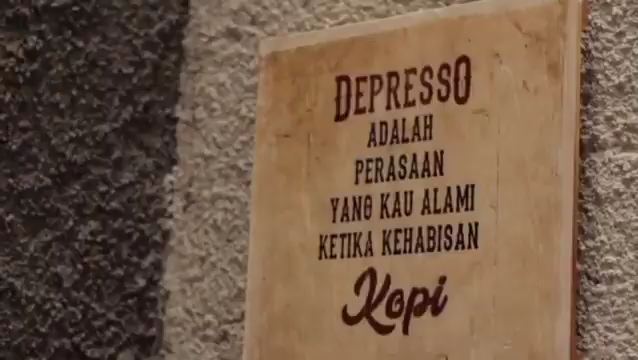 DEPRESSO
ADALAH
PERASAAN
YANG KAU ALAMI
KETIKA KEHABISAN
Kopi